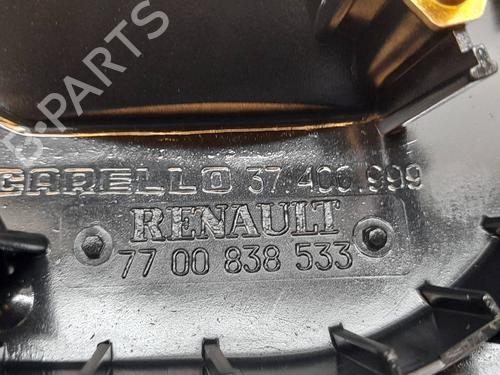 B-PARTS
CARELLO 37.400.999
RENAULT
77 00 838 533